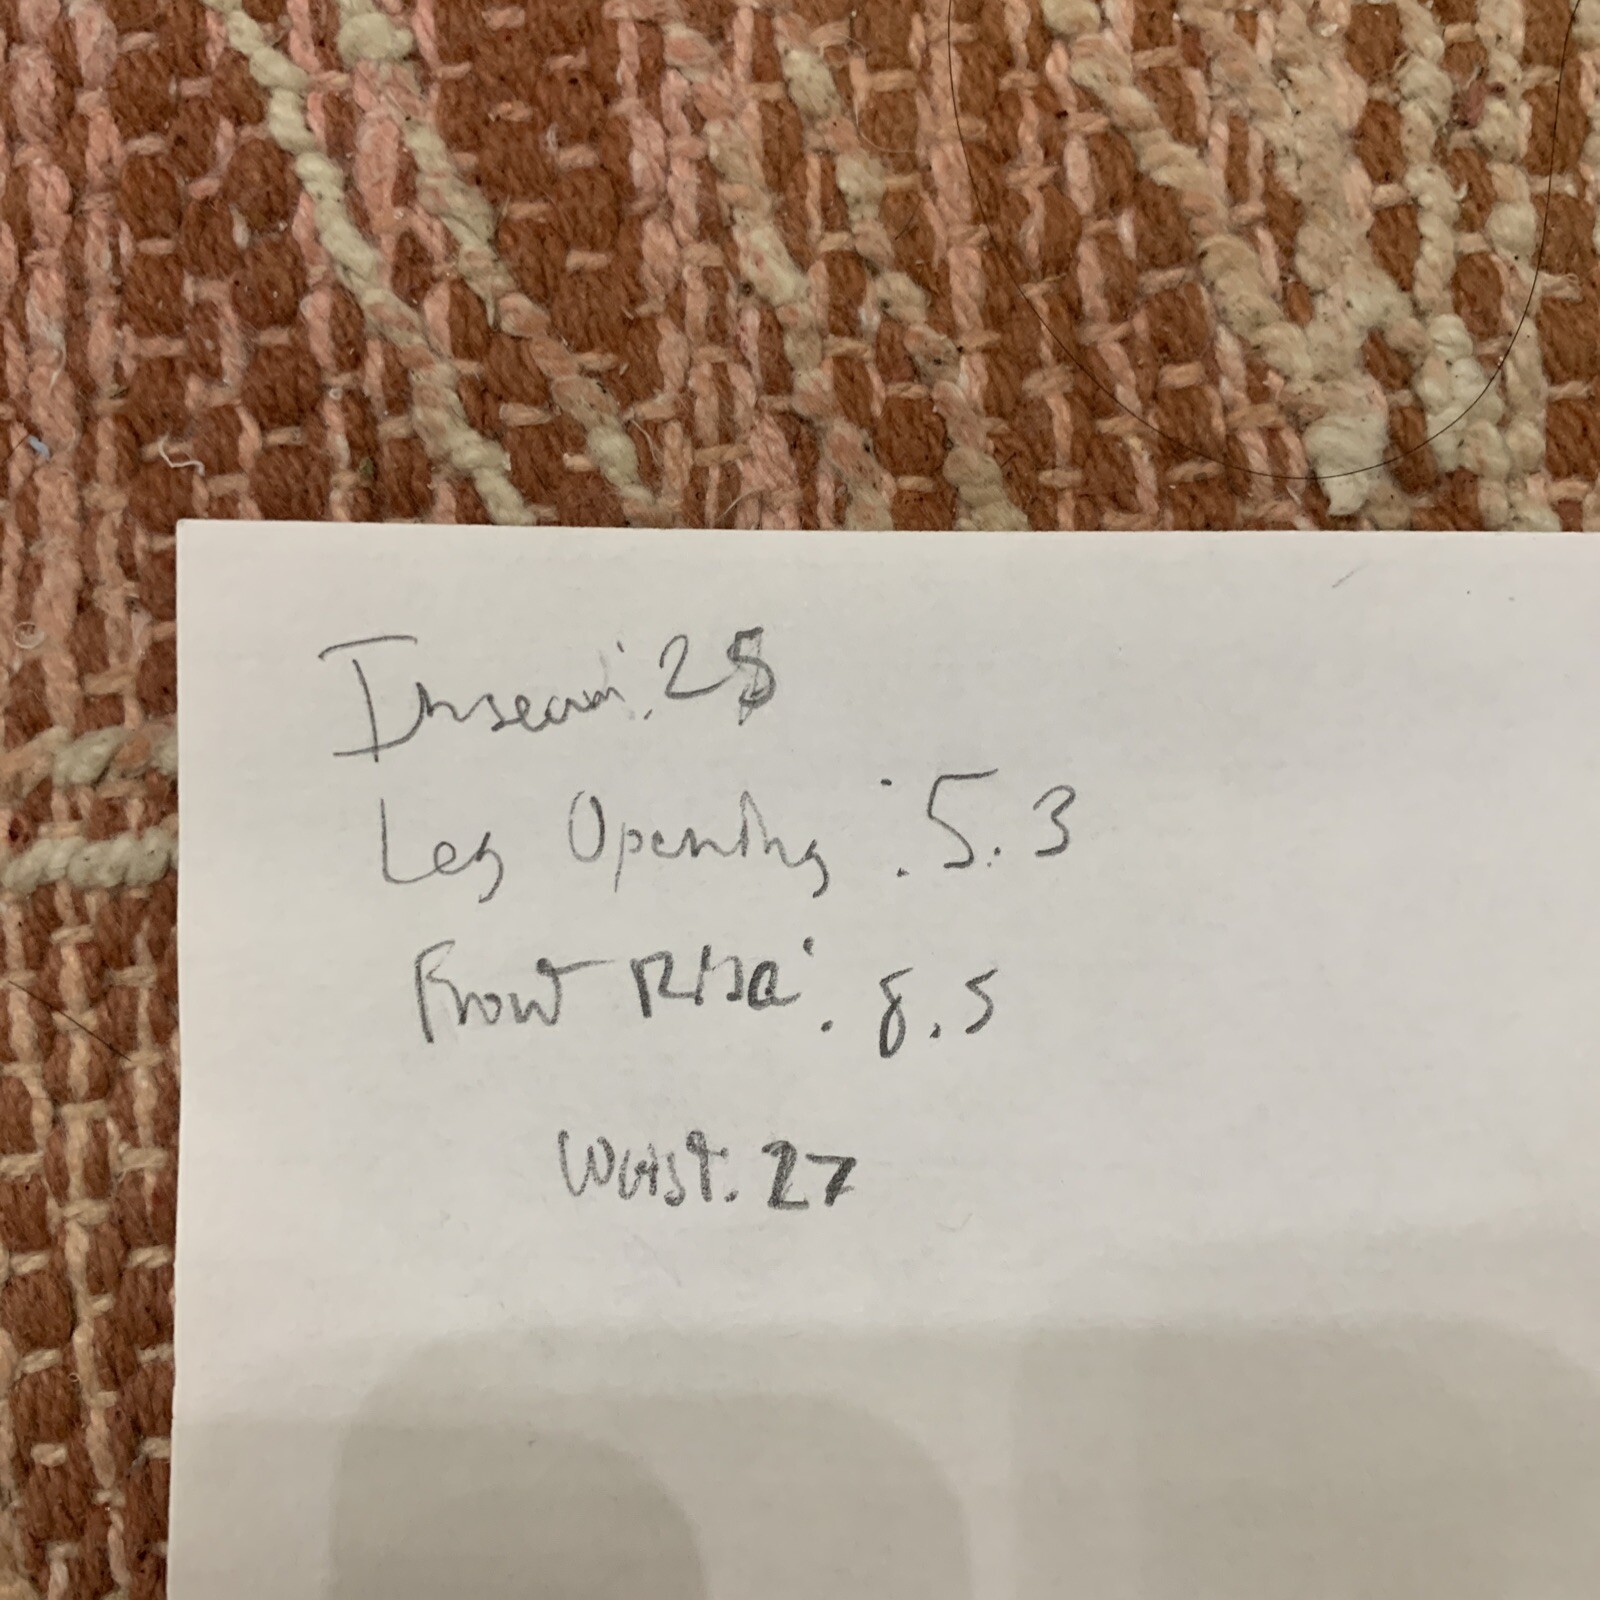 Inseam: 28
Leg Opening: 5.3
Front Rise: 8.5
Waist: 27